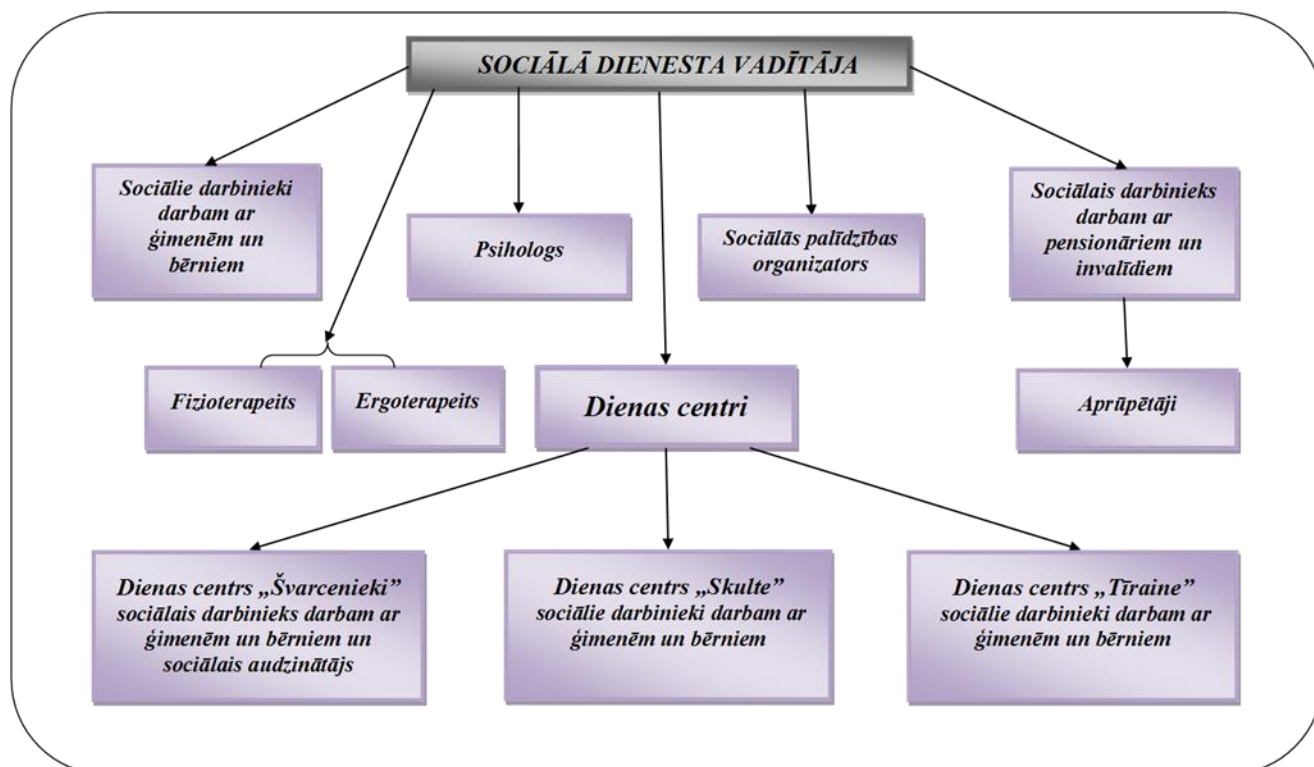 SOCIĀLĀ DIENESTA VADĪTĀJA
Sociālie darbinieki
darbam ar
ģimenēm un
bērniem
Psihologs
Sociālās palīdzības
organizators
Sociālais darbinieks
darbam ar
pensionāriem un
invalīdiem
Fizioterapeits
Ergoterapeits
Dienas centri
Aprūpētāji
Dienas centrs „Švarcenieki”
sociālais darbinieks darbam ar
ģimenēm un bērniem un
sociālais audzinātājs
Dienas centrs „Skulte”
sociālie darbinieki darbam ar
ģimenēm un bērniem
Dienas centrs „Tīraine”
sociālie darbinieki darbam ar
ģimenēm un bērniem